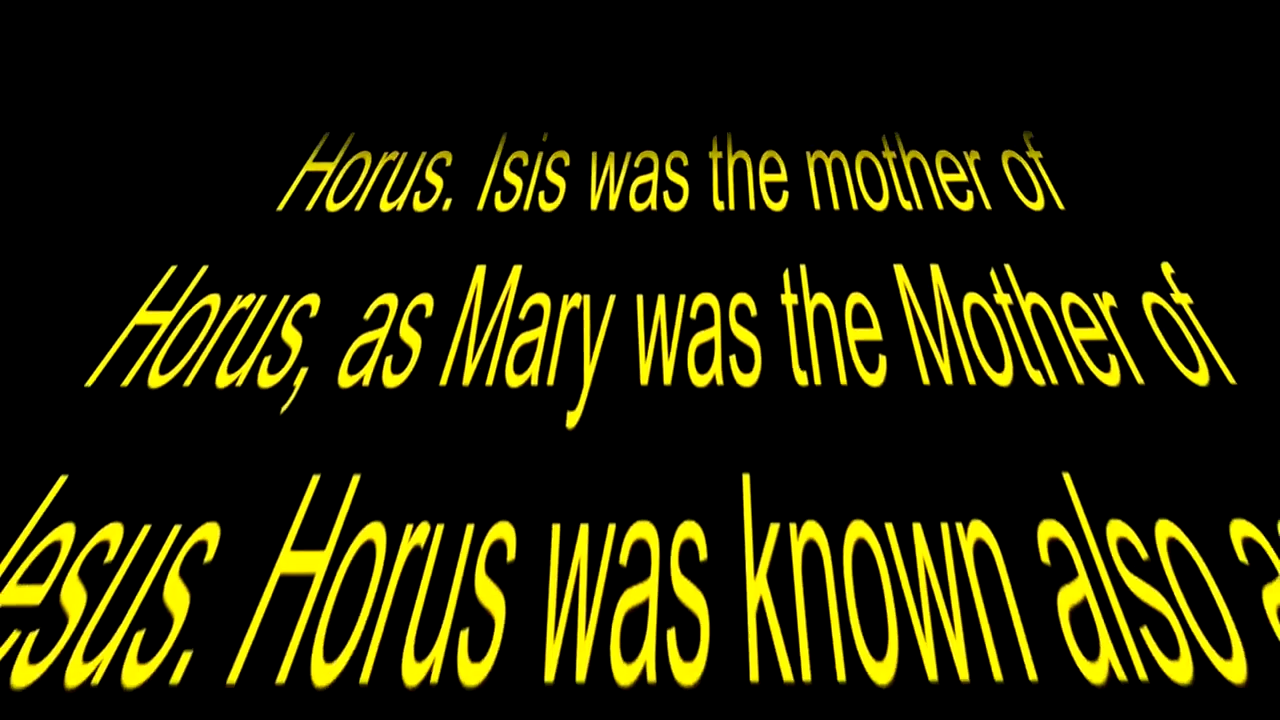 Horus. Isis was the mother of
Horus, as Mary was the Mother of
Jesus. Horus was known also